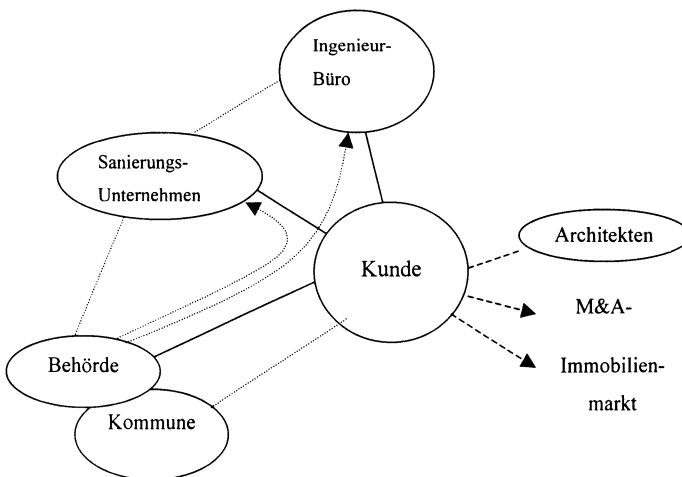 Ingenieur-
Büro
Sanierungs-
Unternehmen
Kunde
Architekten
M&A-
Immobilien-
markt
Behörde
Kommune